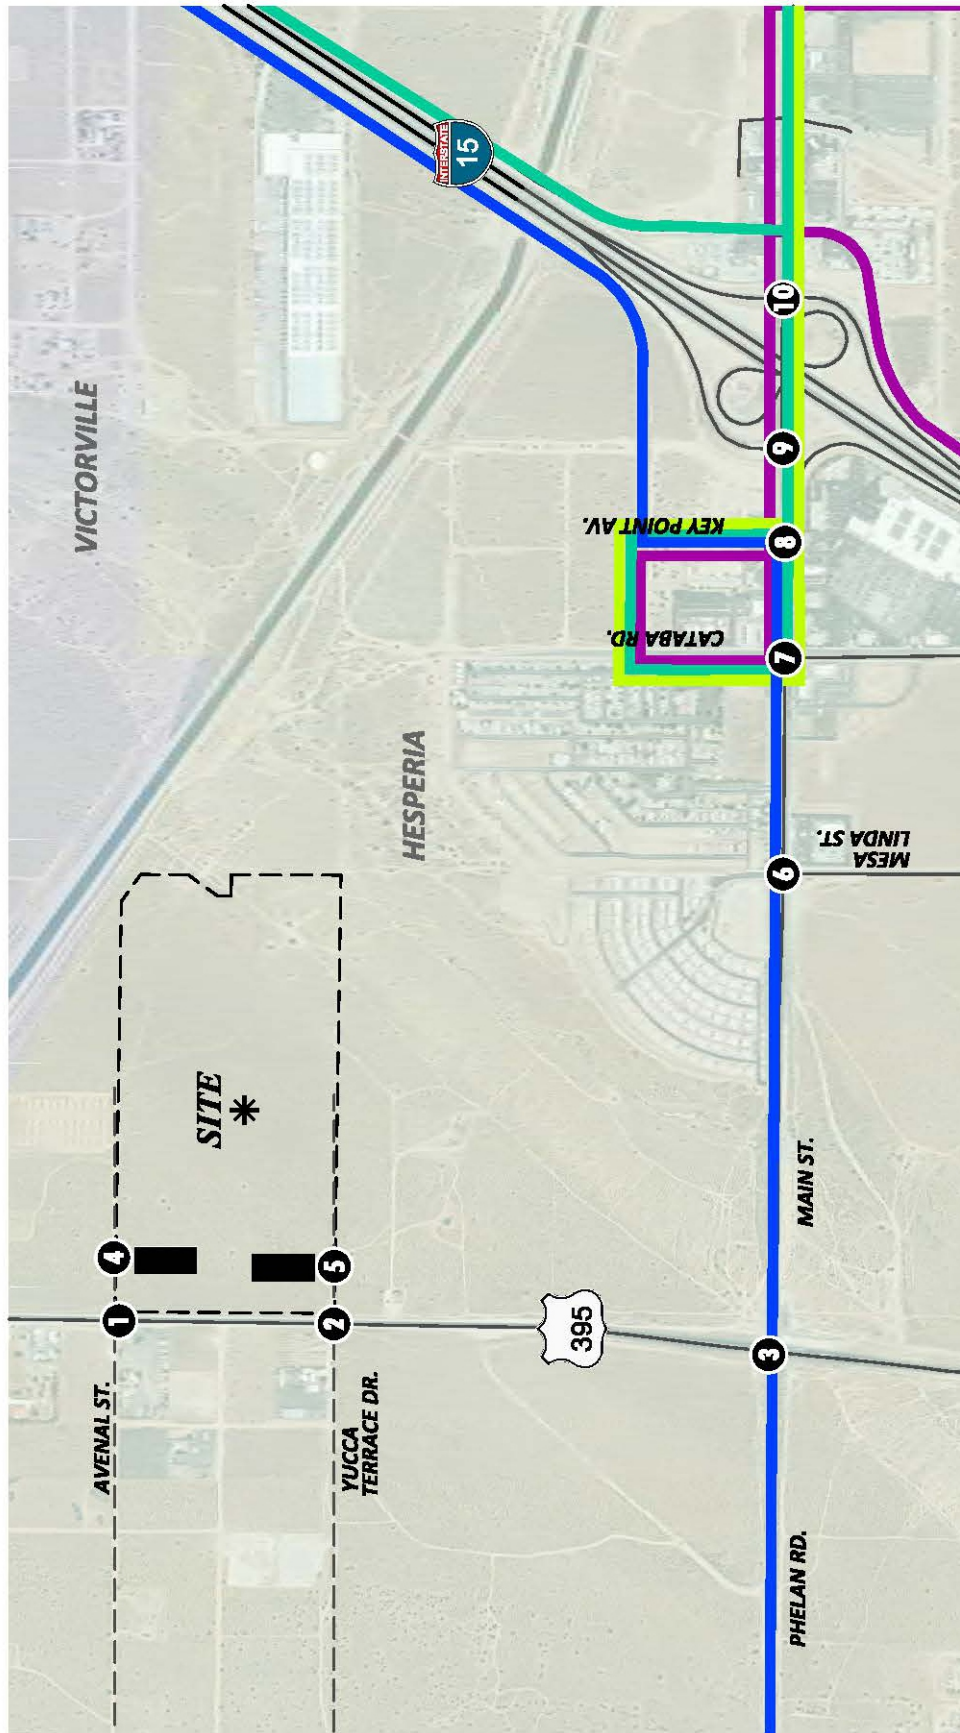 VICTORVILLE
INTERSTATE
15
10
9
KEY POINT AV.
8
CATABA RD.
7
HESPERIA
MESA
LINDA ST.
6
SITE
*
MAIN ST.
4
5
1
2
395
3
AVENAL ST.
YUCCA
TERRACE DR.
PHELAN RD.